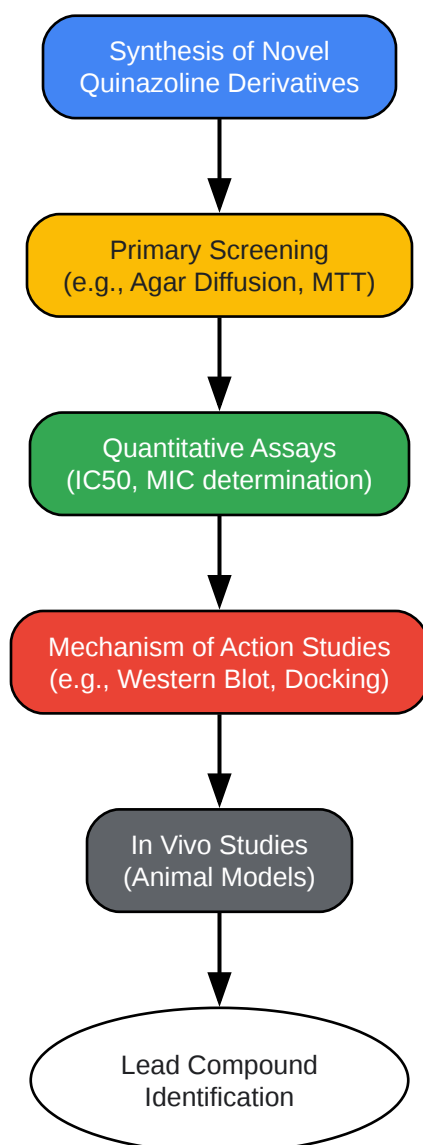 Synthesis of Novel
Quinazoline Derivatives
Primary Screening
(e.g., Agar Diffusion, MTT)
Quantitative Assays
(IC50, MIC determination)
Mechanism of Action Studies
(e.g., Western Blot, Docking)
In Vivo Studies
(Animal Models)
Lead Compound
Identification